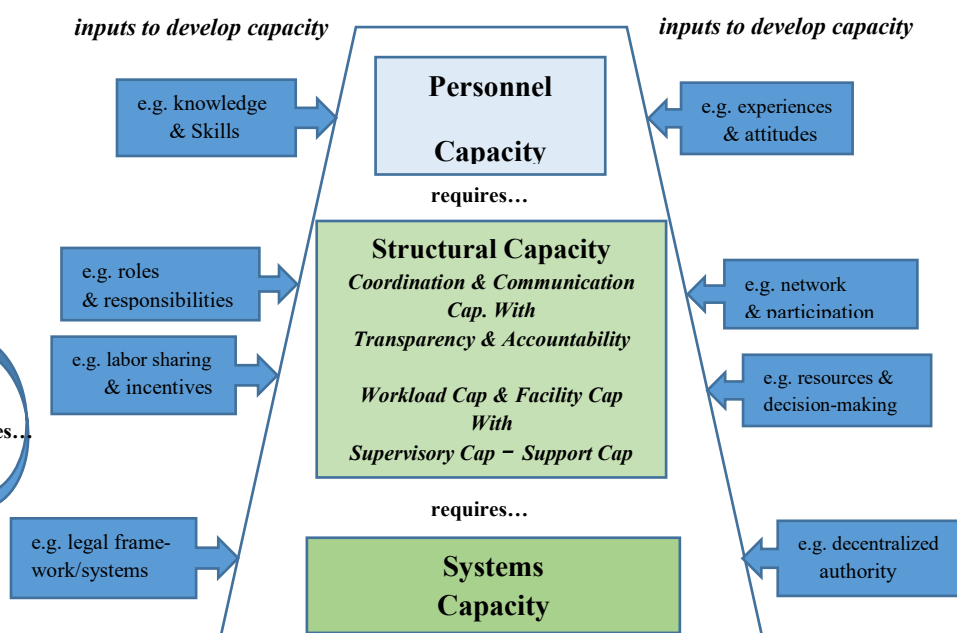 inputs to develop capacity
inputs to develop capacity
e.g. knowledge
& Skills
Personnel
Capacity
e.g. experiences
& attitudes
requires…
e.g. roles
& responsibilities
Structural Capacity
Coordination & Communication
Cap. With
Transparency & Accountability
Workload Cap & Facility Cap
With
Supervisory Cap – Support Cap
e.g. network
& participation
e.g. labor sharing
& incentives
e.g. resources &
decision-making
es…
requires…
e.g. legal frame-
work/systems
Systems
Capacity
e.g. decentralized
authority